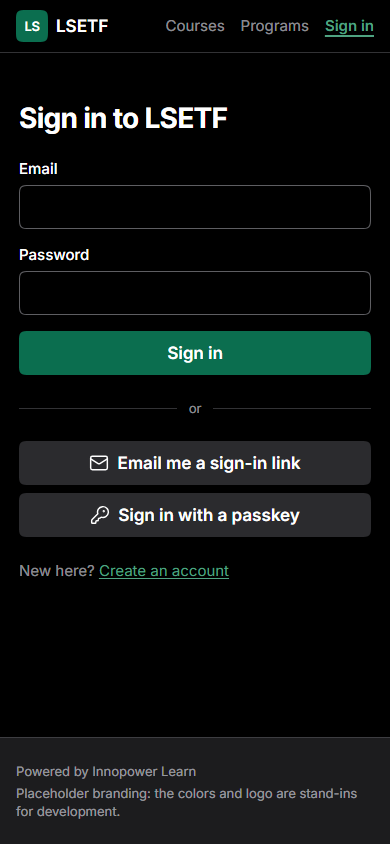 LS LSETF Courses Programs Sign in
Sign in to LSETF
Email
Password
Sign in
or
Email me a sign-in link
Sign in with a passkey
New here? Create an account
Powered by Innopower Learn
Placeholder branding: the colors and logo are stand-ins
for development.